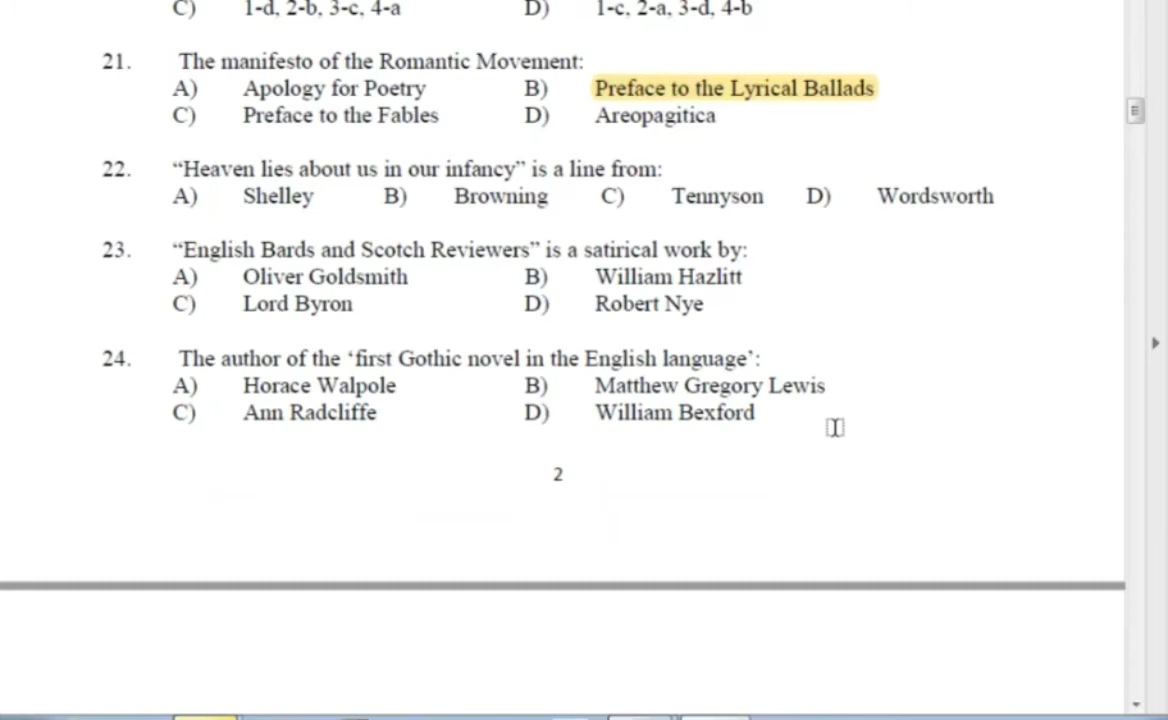 C) 1-d, 2-b, 3-c, 4-a D) 1-c, 2-a, 3-d, 4-b
21. The manifesto of the Romantic Movement:
A) Apology for Poetry B) Preface to the Lyrical Ballads
C) Preface to the Fables D) Areopagitica
22. “Heaven lies about us in our infancy” is a line from:
A) Shelley B) Browning C) Tennyson D) Wordsworth
23. “English Bards and Scotch Reviewers” is a satirical work by:
A) Oliver Goldsmith B) William Hazlitt
C) Lord Byron D) Robert Nye
24. The author of the ‘first Gothic novel in the English language’:
A) Horace Walpole B) Matthew Gregory Lewis
C) Ann Radcliffe D) William Bexford
2